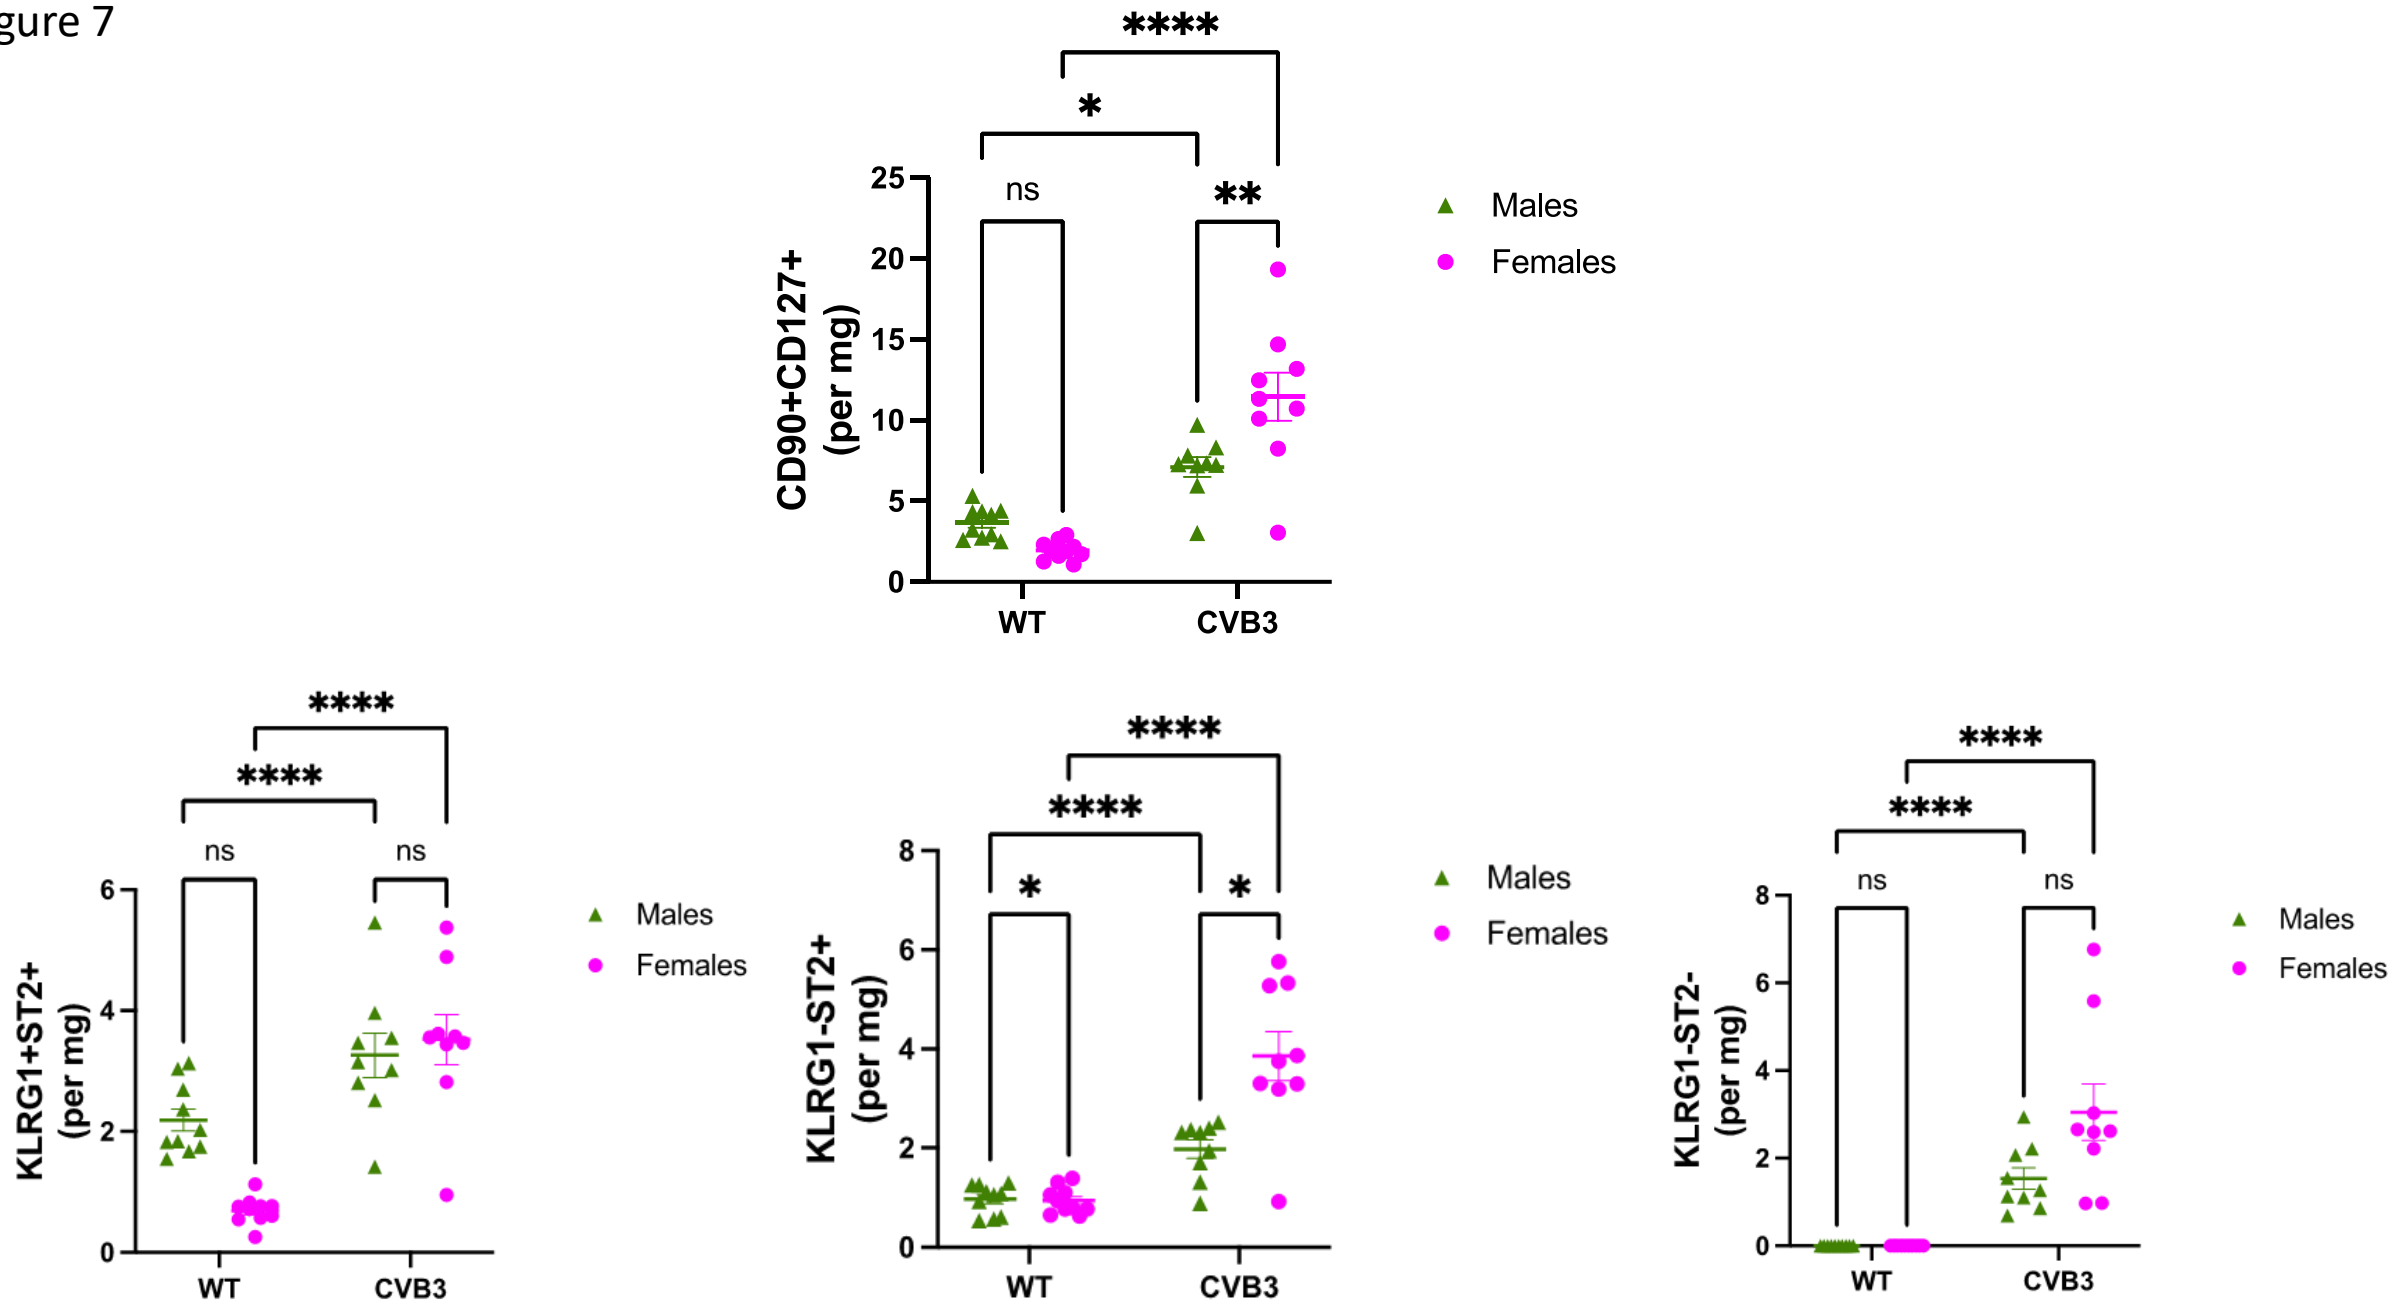 gure 7
****
*
ns
**
25
20
15
10
5
0
CD90+CD127+
(per mg)
WT
CVB3
Males
Females
****
****
ns
ns
6
4
2
0
KLRG1+ST2+
(per mg)
WT
CVB3
Males
Females
****
****
*
*
8
6
4
2
0
KLRG1-ST2+
(per mg)
WT
CVB3
Males
Females
****
****
ns
ns
8
6
4
2
0
KLRG1-ST2-
(per mg)
WT
CVB3
Males
Females